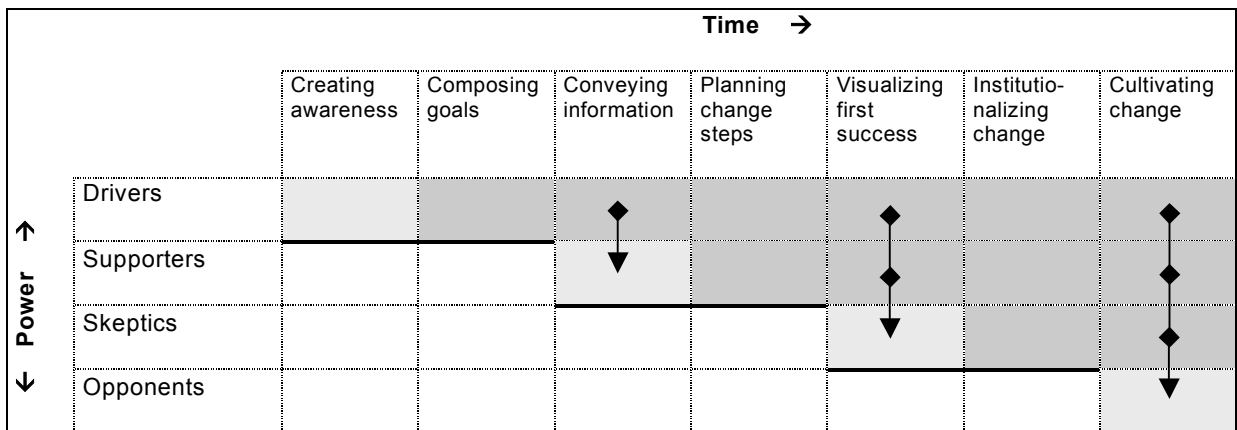 Time →
Creating
awareness
Composing
goals
Conveying
information
Planning
change
steps
Visualizing
first
success
Institutio-
nalizing
change
Cultivating
change
← Power →
Drivers
Supporters
Skeptics
Opponents